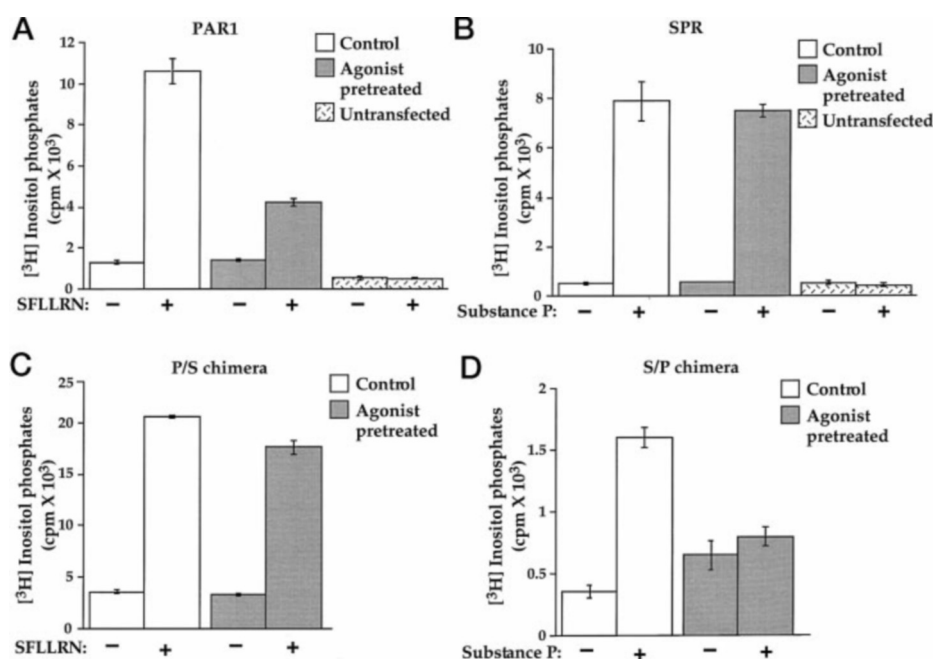 A
PAR1
[³H] Inositol phosphates
(cpm X 10³)
12
10
8
6
4
2
0
Control
Agonist
pretreated
Untransfected
SFLLRN: − + − + − +
B
SPR
[³H] Inositol phosphates
(cpm X 10³)
10
8
6
4
2
0
Control
Agonist
pretreated
Untransfected
Substance P: − + − + − +
C
P/S chimera
[³H] Inositol phosphates
(cpm X 10³)
25
20
15
10
5
0
Control
Agonist
pretreated
SFLLRN: − + − +
D
S/P chimera
[³H] Inositol phosphates
(cpm X 10³)
2
1.5
1
0.5
0
Control
Agonist
pretreated
Substance P: − + − +